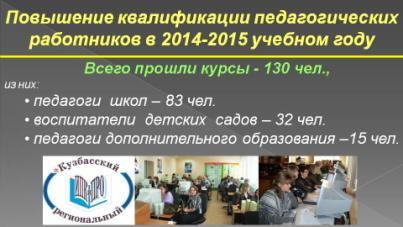 Повышение квалификации педагогических
работников в 2014-2015 учебном году
Всего прошли курсы - 130 чел.,
из них:
• педагоги школ – 83 чел.
• воспитатели детских садов – 32 чел.
• педагоги дополнительного образования –15 чел.
Кузбасский
региональный